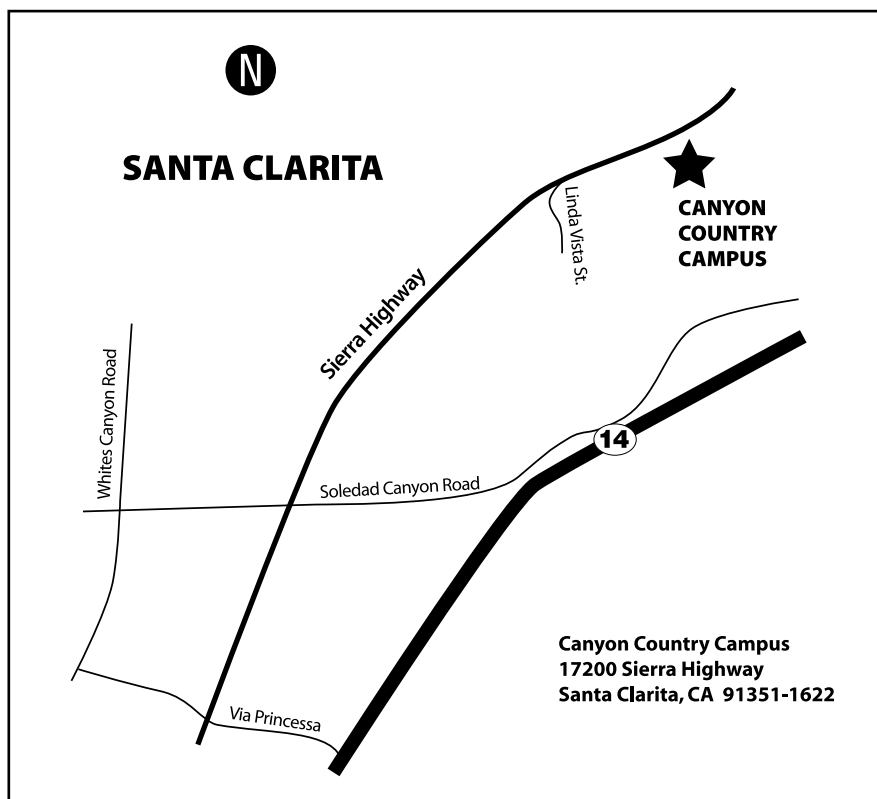 N
SANTA CLARITA
Linda Vista St.
CANYON
COUNTRY
CAMPUS
Sierra Highway
Whites Canyon Road
14
Soledad Canyon Road
Canyon Country Campus
17200 Sierra Highway
Santa Clarita, CA 91351-1622
Via Princessa